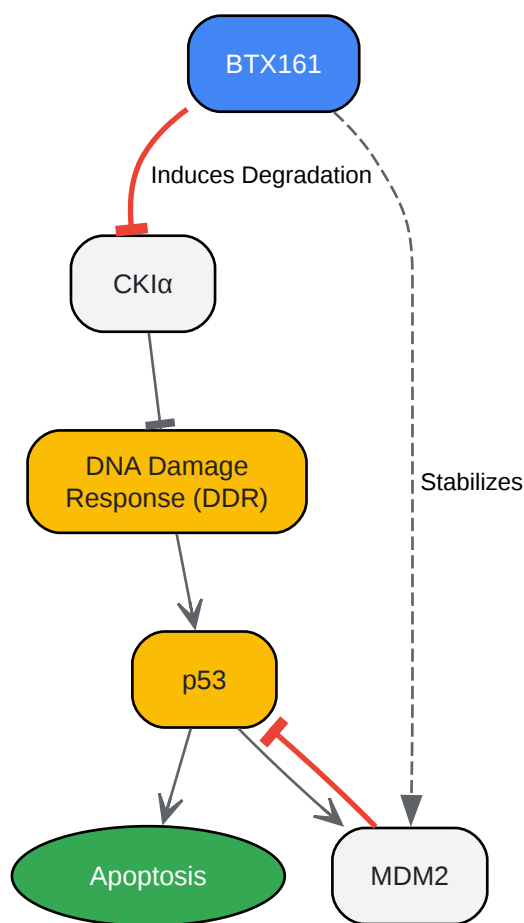 BTX161
Induces Degradation
CKIα
DNA Damage
Response (DDR)
Stabilizes
p53
Apoptosis
MDM2